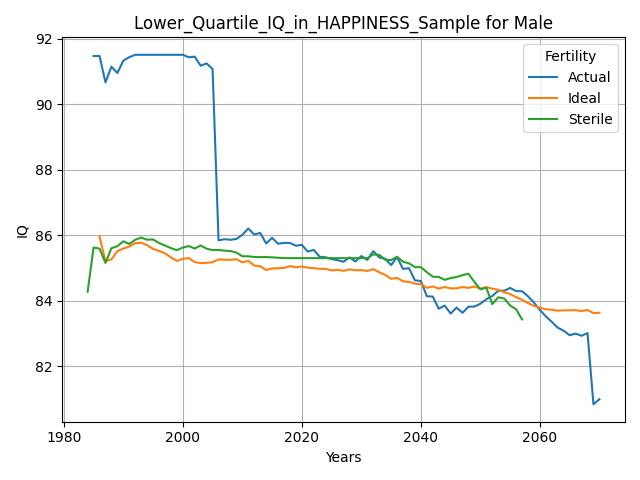 Lower_Quartile_IQ_in_HAPPINESS_Sample for Male
92
90
88
86
84
82
IQ
Fertility
Actual
Ideal
Sterile
1980
2000
2020
2040
2060
Years